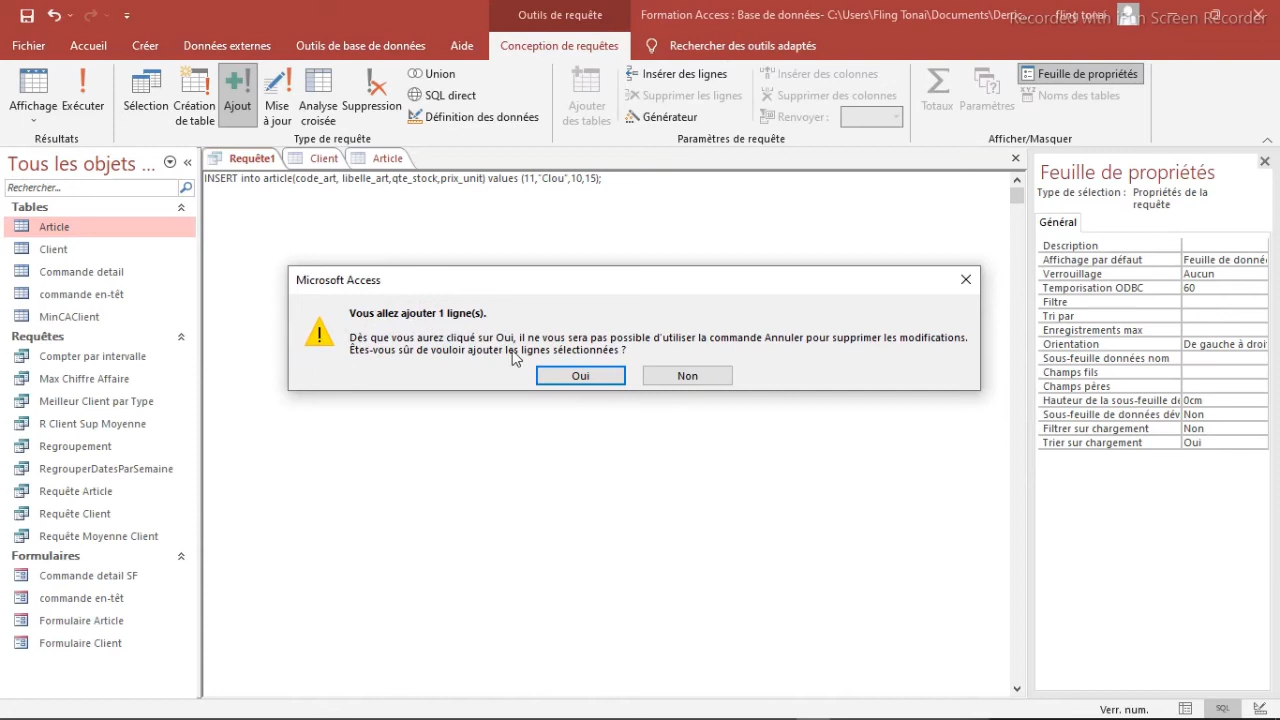 Outils de requête
Formation Access : Base de données- C:\Users\Fling Tonai\Documents\
fling tonai
Recorded with iFun Screen Recorder
Fichier Accueil Créer Données externes Outils de base de données Aide Conception de requêtes Rechercher des outils adaptés
Affichage
Exécuter
Résultats
Sélection
Création
de table
Ajout
Mise
à jour
Analyse
croisée
Suppression
Union
SQL direct
Définition des données
Type de requête
Ajouter
des tables
Insérer des lignes
Supprimer les lignes
Générateur
Insérer des colonnes
Supprimer des colonnes
Renvoyer :
Paramètres de requête
Totaux
Paramètres
Feuille de propriétés
XYZ Noms des tables
Afficher/Masquer
Tous les objets ...
Rechercher...
Tables
Article
Client
Commande detail
commande en-têt
MinCAClient
Requêtes
Compter par intervalle
Max Chiffre Affaire
Meilleur Client par Type
R Client Sup Moyenne
Regroupement
RegrouperDatesParSemaine
Requête Article
Requête Client
Requête Moyenne Client
Formulaires
Commande detail SF
commande en-têt
Formulaire Article
Formulaire Client
Requête1 Client Article
INSERT into article(code_art, libelle_art,qte_stock,prix_unit) values (11,"Clou",10,15);
Microsoft Access
Vous allez ajouter 1 ligne(s).
Dès que vous aurez cliqué sur Oui, il ne vous sera pas possible d'utiliser la commande Annuler pour supprimer les modifications.
Êtes-vous sûr de vouloir ajouter les lignes sélectionnées ?
Oui Non
Feuille de propriétés
Type de sélection : Propriétés de la
requête
Général
Description
Affichage par défaut Feuille de donné
Verrouillage Aucun
Temporisation ODBC 60
Filtre
Tri par
Enregistrements max
Orientation De gauche à droi
Sous-feuille données nom
Champs fils
Champs pères
Hauteur de la sous-feuille de 0cm
Sous-feuille de données dév Non
Filtrer sur chargement Non
Trier sur chargement Oui
Verr. num. SQL